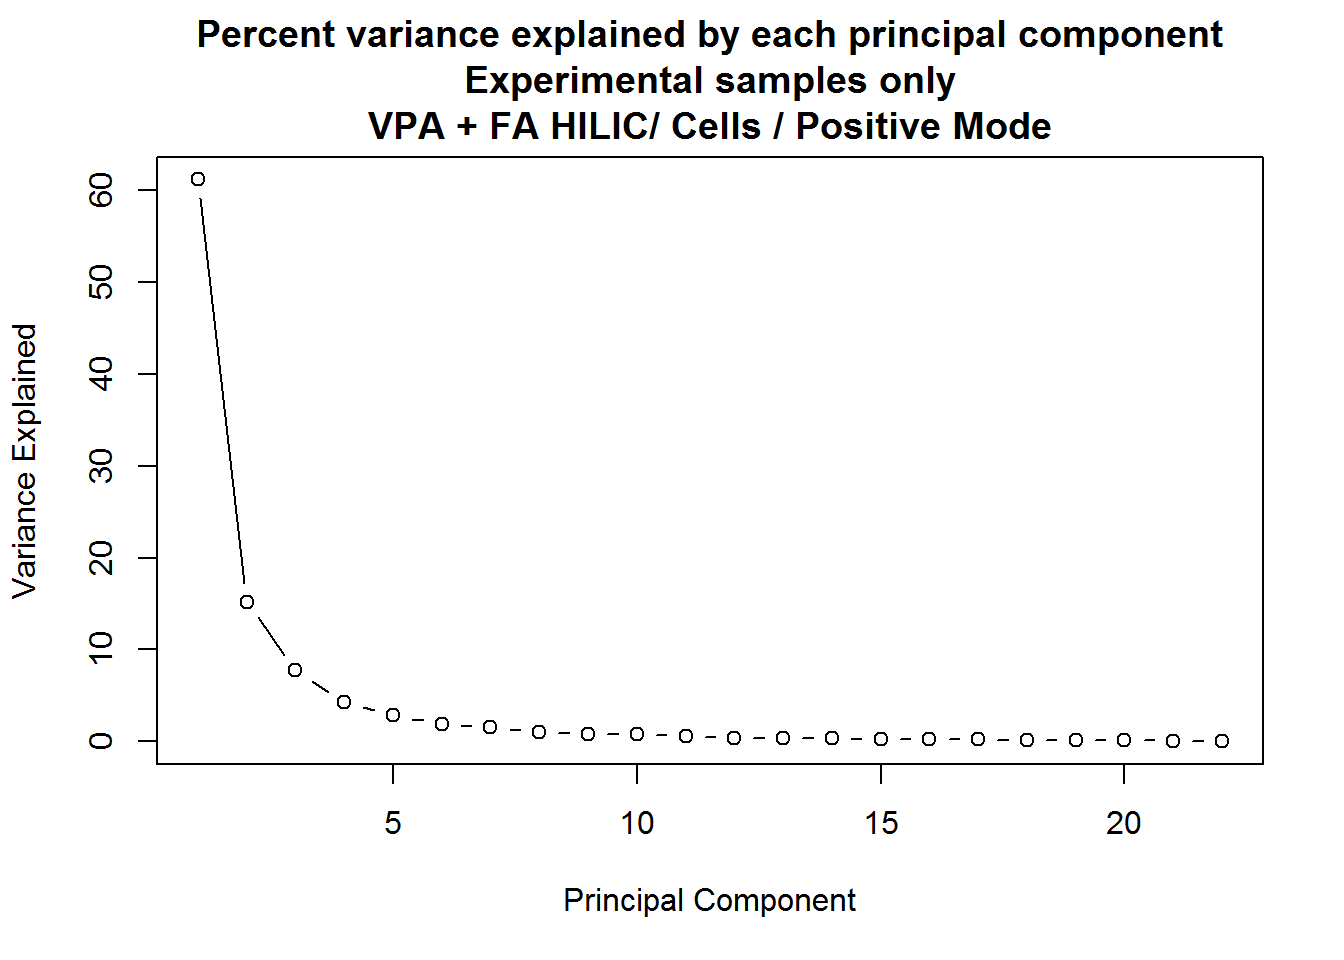 Percent variance explained by each principal component
Experimental samples only
VPA + FA HILIC/ Cells / Positive Mode
Variance Explained
60
50
40
30
20
10
0
5 10 15 20
Principal Component